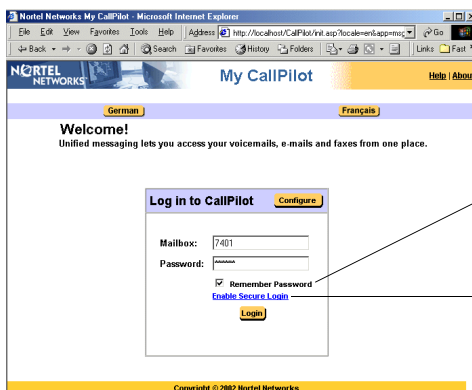 Nortel Networks My CallPilot - Microsoft Internet Explorer
File Edit View Favorites Tools Help Address http://localhost/CallPilot/init.asp?locale=en&app=msg Go
Back Search Favorites History Folders Links Fast
NORTEL NETWORKS My CallPilot Help | About
German Français
Welcome!
Unified messaging lets you access your voicemails, e-mails and faxes from one place.
Log in to CallPilot Configure
Mailbox: 7401
Password: ******
Remember Password
Enable Secure Login
Login
Copyright © 2002 Nortel Networks